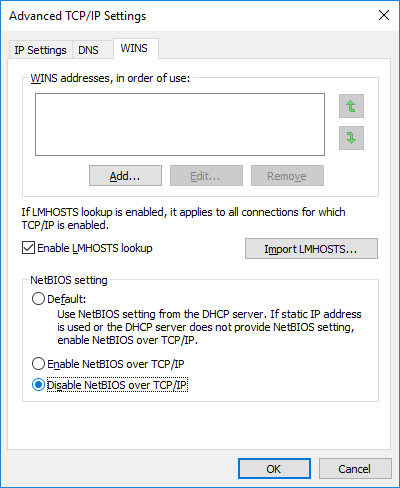 Advanced TCP/IP Settings
IP Settings DNS WINS
WINS addresses, in order of use:
Add... Edit... Remove
If LMHOSTS lookup is enabled, it applies to all connections for which
TCP/IP is enabled.
Enable LMHOSTS lookup Import LMHOSTS...
NetBIOS setting
Default:
Use NetBIOS setting from the DHCP server. If static IP address
is used or the DHCP server does not provide NetBIOS setting,
enable NetBIOS over TCP/IP.
Enable NetBIOS over TCP/IP
Disable NetBIOS over TCP/IP
OK Cancel